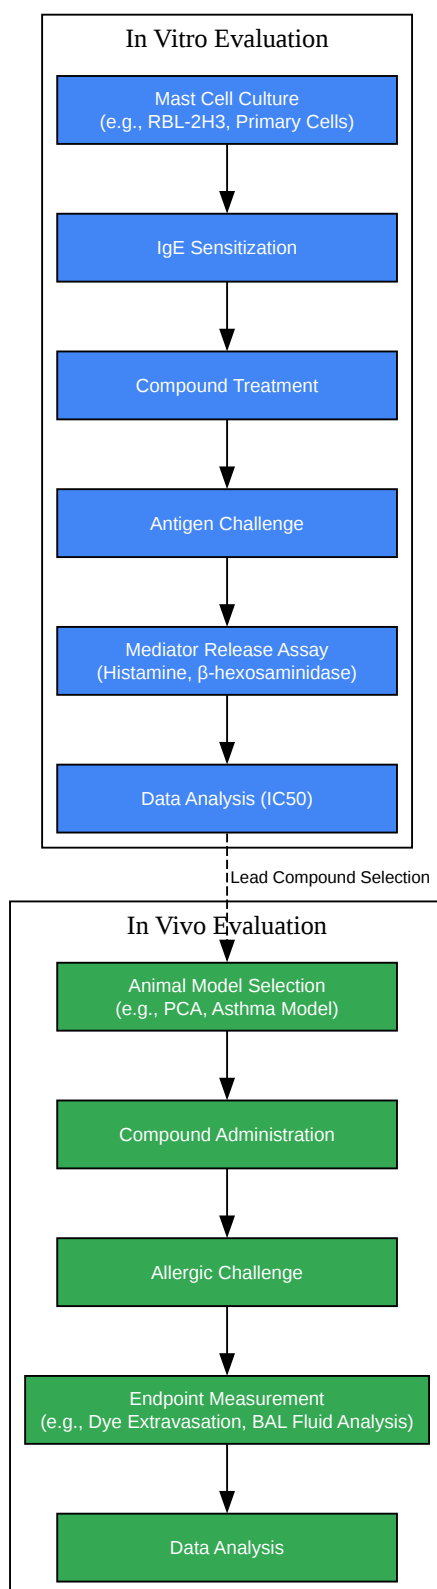 In Vitro Evaluation
Mast Cell Culture
(e.g., RBL-2H3, Primary Cells)
IgE Sensitization
Compound Treatment
Antigen Challenge
Mediator Release Assay
(Histamine, β-hexosaminidase)
Data Analysis (IC50)
Lead Compound Selection
In Vivo Evaluation
Animal Model Selection
(e.g., PCA, Asthma Model)
Compound Administration
Allergic Challenge
Endpoint Measurement
(e.g., Dye Extravasation, BAL Fluid Analysis)
Data Analysis